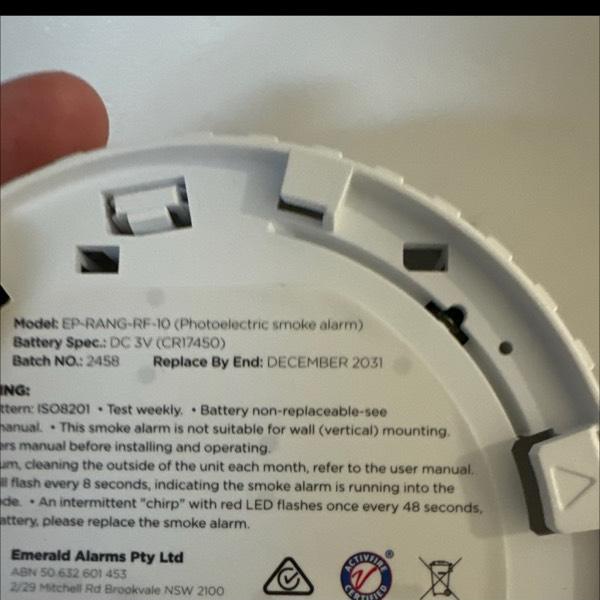 Model: EP-RANG-RF-10 (Photoelectric smoke alarm)
Battery Spec.: DC 3V (CR17450)
Batch NO.: 2458 Replace By End: DECEMBER 2031
ING:
ttern: ISO8201 • Test weekly. • Battery non-replaceable-see
manual. • This smoke alarm is not suitable for wall (vertical) mounting.
ers manual before installing and operating.
um, cleaning the outside of the unit each month, refer to the user manual.
ll flash every 8 seconds, indicating the smoke alarm is running into the
de. • An intermittent "chirp" with red LED flashes once every 48 seconds,
attery, please replace the smoke alarm.
Emerald Alarms Pty Ltd
ABN 50 632 601 453
2/29 Mitchell Rd Brookvale NSW 2100
ACTIVFIRE
®
CERTIFIED